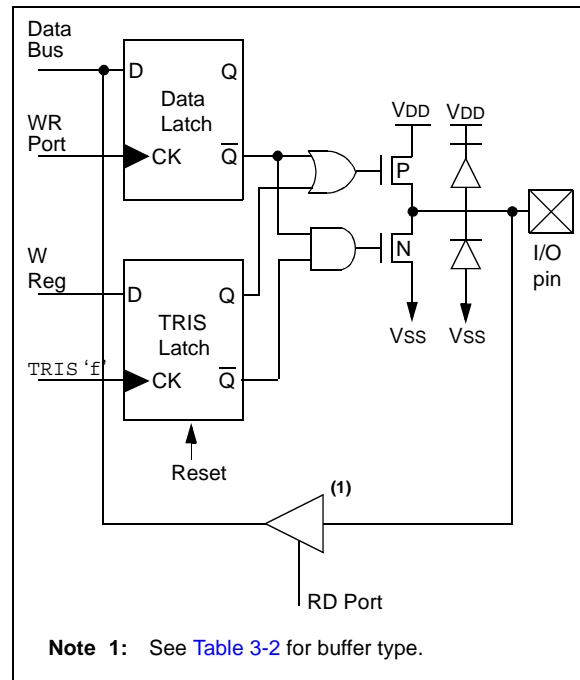 Data
Bus
D
Q
Data
Latch
WR
Port
CK
Q
VDD
VDD
P
N
I/O
pin
W
Reg
D
Q
TRIS
Latch
VSS
VSS
TRIS 'f'
CK
Q
Reset
(1)
RD Port
Note 1: See Table 3-2 for buffer type.